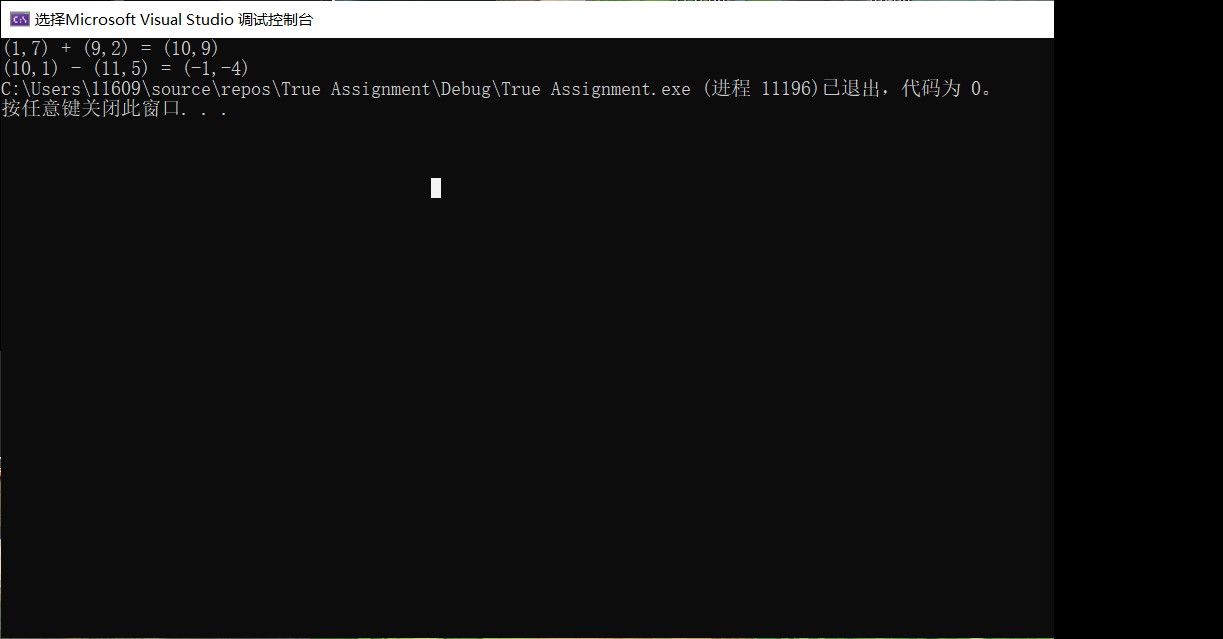 选择Microsoft Visual Studio 调试控制台
(1,7) + (9,2) = (10,9)
(10,1) - (11,5) = (-1,-4)
C:\Users\11609\source\repos\True Assignment\Debug\True Assignment.exe (进程 11196)已退出，代码为 0。
按任意键关闭此窗口. . .